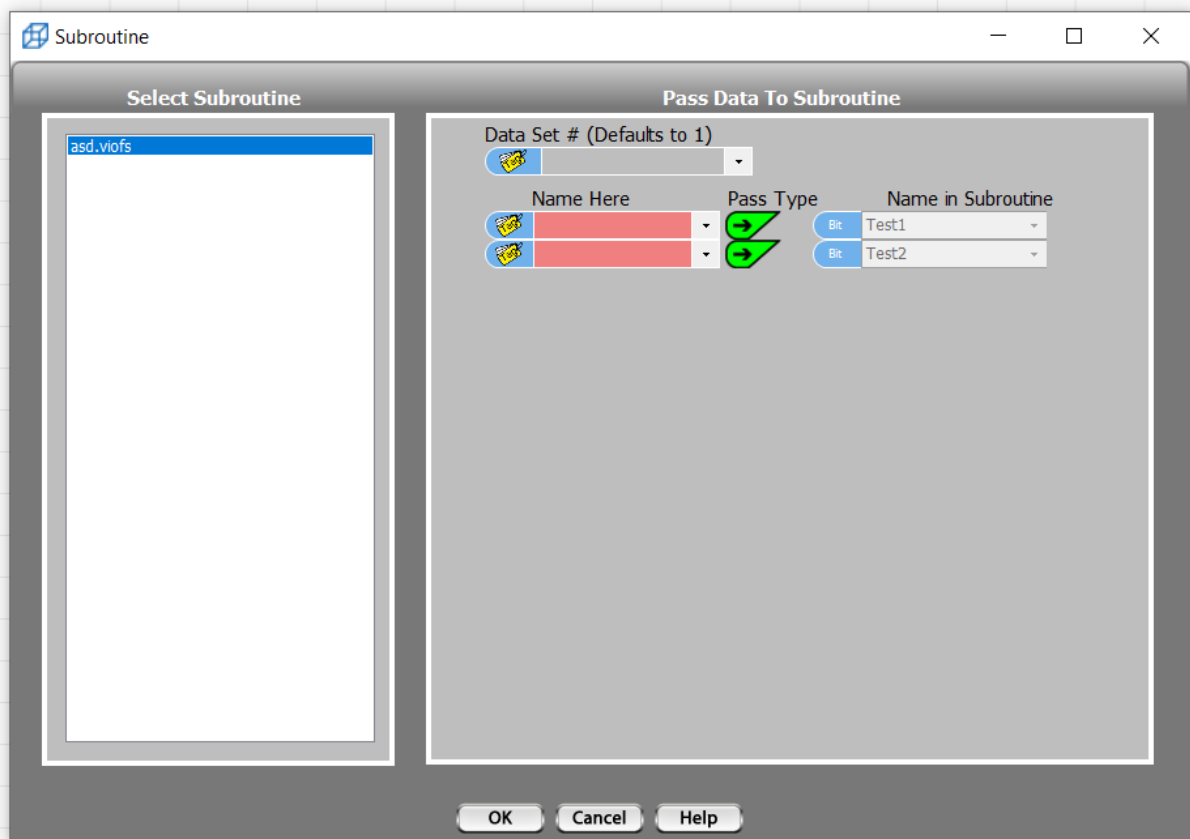 Subroutine
Select Subroutine
asd.viofs
Pass Data To Subroutine
Data Set # (Defaults to 1)
Name Here Pass Type Name in Subroutine
Bit Test1
Bit Test2
OK Cancel Help